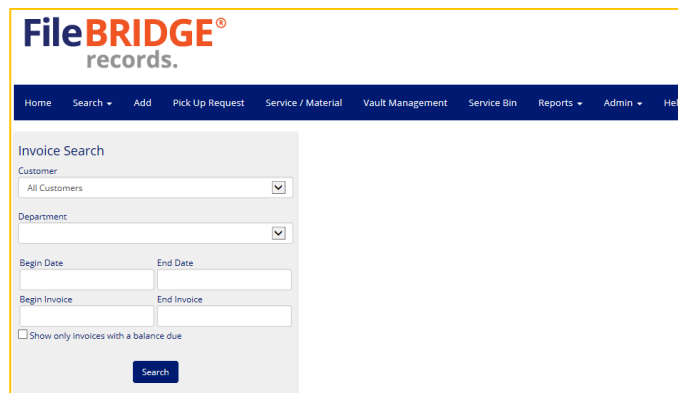 FileBRIDGE®
records.
Home Search Add Pick Up Request Service / Material Vault Management Service Bin Reports Admin
Invoice Search
Customer
All Customers
Department
Begin Date End Date
Begin Invoice End Invoice
Show only invoices with a balance due
Search